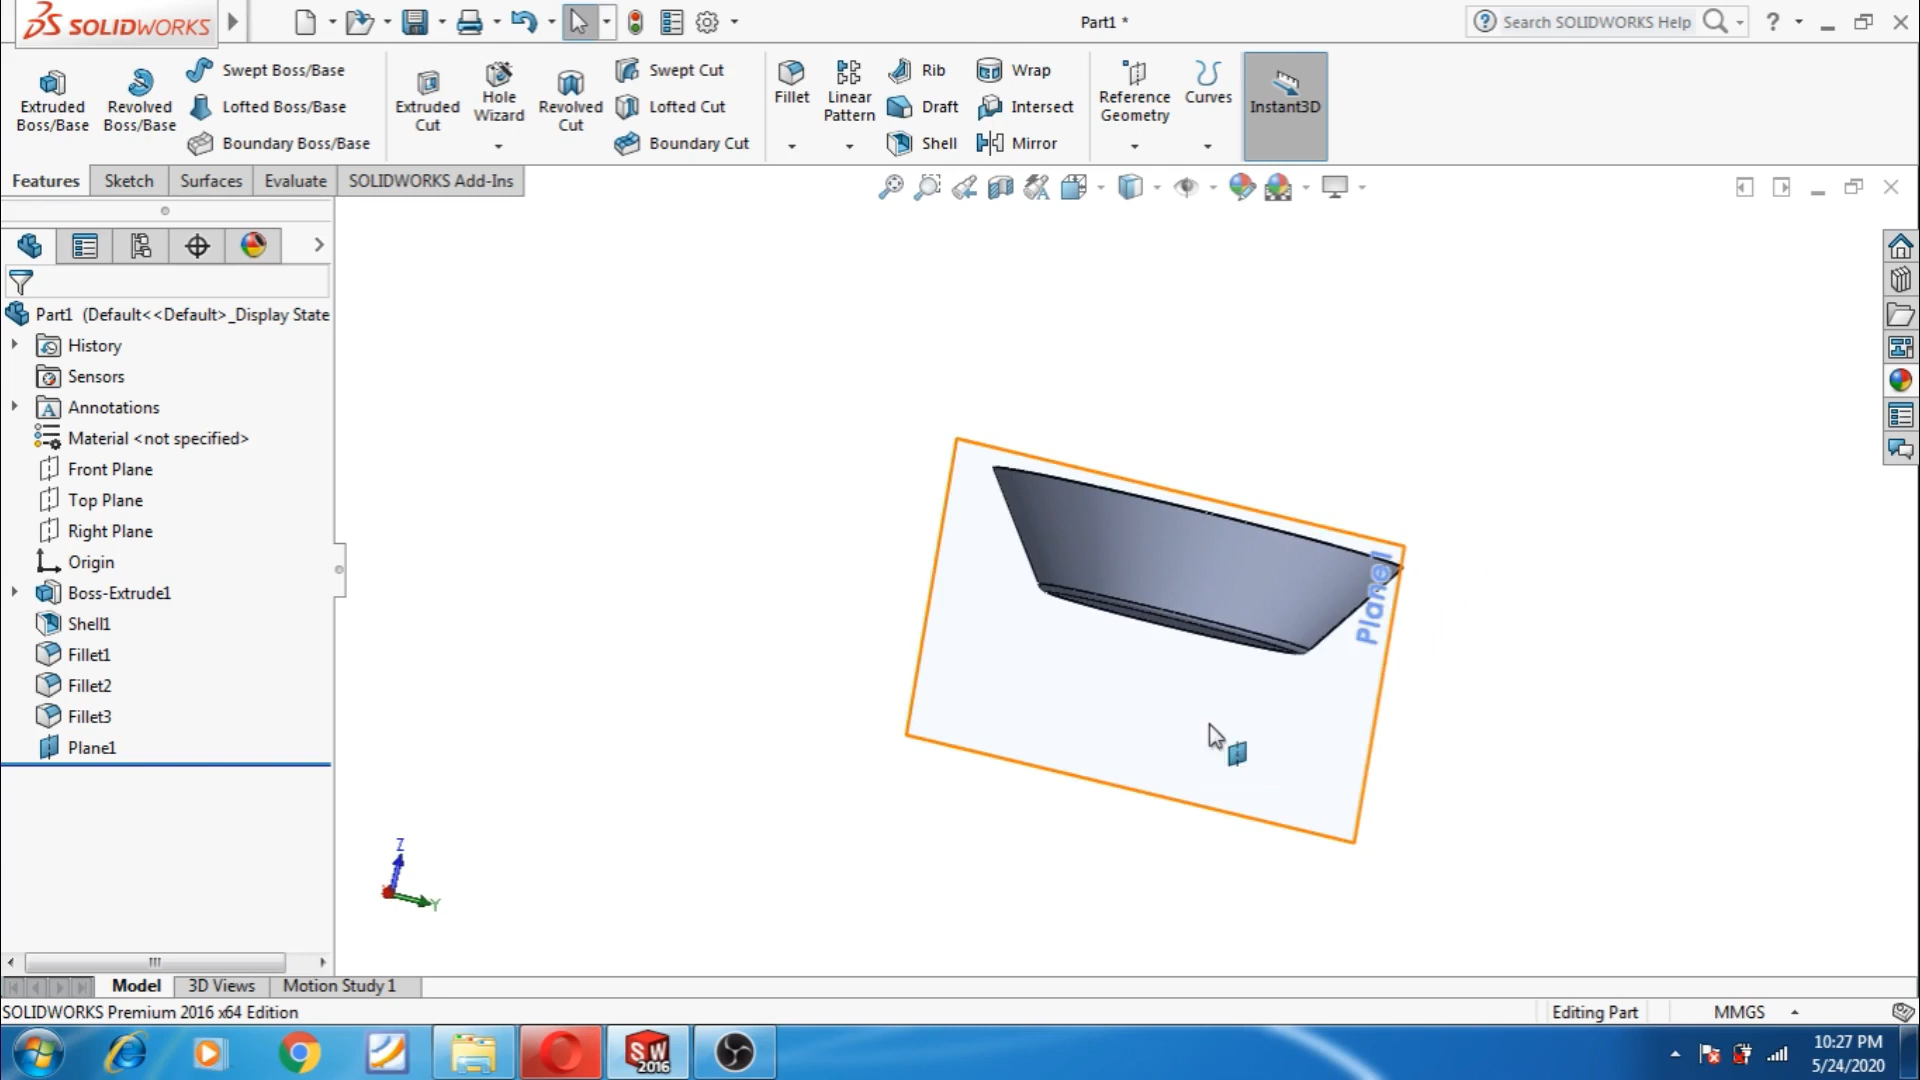 SOLIDWORKS
Part1 *
Search SOLIDWORKS Help
?
Extruded
Boss/Base
Revolved
Boss/Base
Swept Boss/Base
Lofted Boss/Base
Boundary Boss/Base
Extruded
Cut
Hole
Wizard
Revolved
Cut
Swept Cut
Lofted Cut
Boundary Cut
Fillet
Linear
Pattern
Rib
Draft
Shell
Wrap
Intersect
Mirror
Reference
Geometry
Curves
Instant3D
Features
Sketch
Surfaces
Evaluate
SOLIDWORKS Add-Ins
Part1 (Default<<Default>_Display State
History
Sensors
Annotations
Material <not specified>
Front Plane
Top Plane
Right Plane
Origin
Boss-Extrude1
Shell1
Fillet1
Fillet2
Fillet3
Plane1
Plane1
Z
Y
Model
3D Views
Motion Study 1
SOLIDWORKS Premium 2016 x64 Edition
Editing Part
MMGS
SW
2016
10:27 PM
5/24/2020